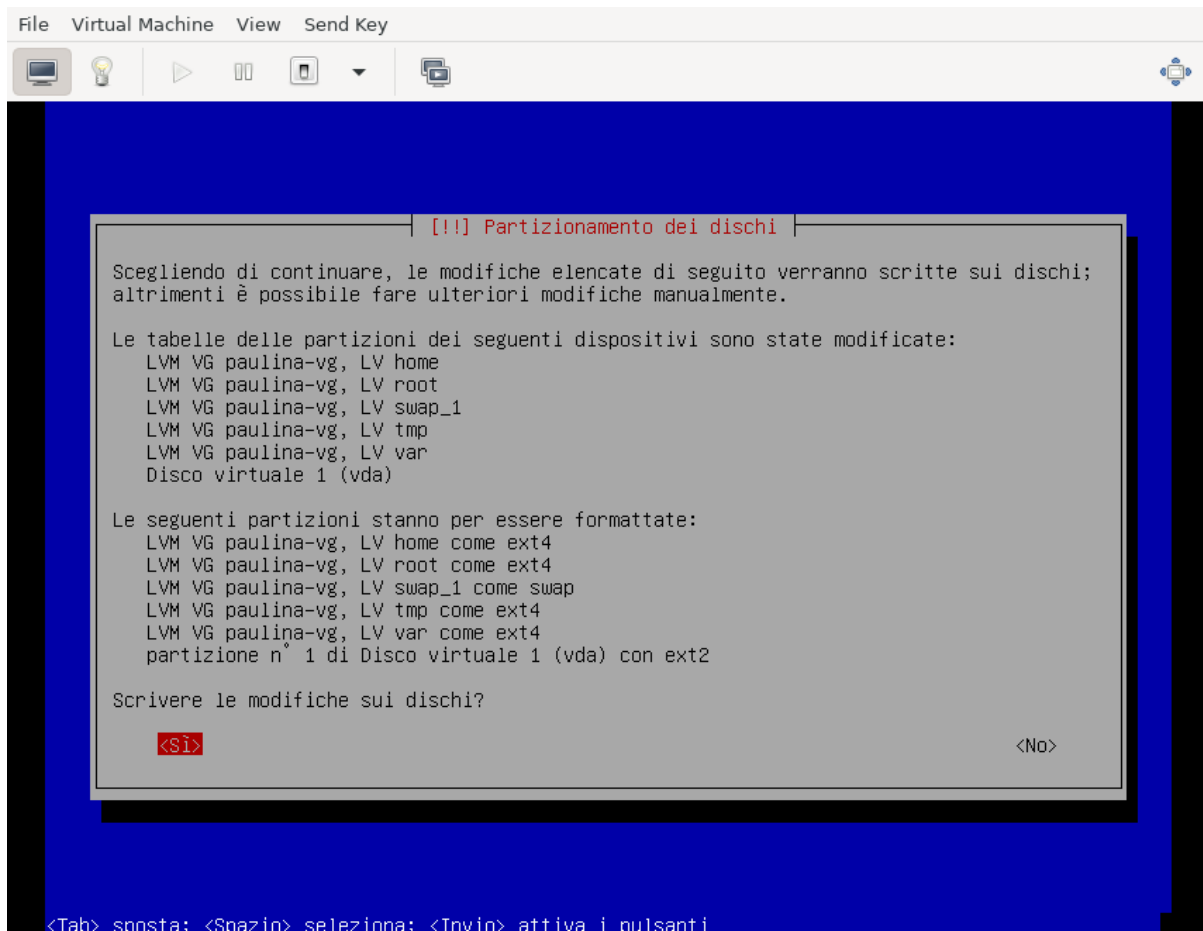 File Virtual Machine View Send Key
[!!] Partizionamento dei dischi
Scegliendo di continuare, le modifiche elencate di seguito verranno scritte sui dischi;
altrimenti è possibile fare ulteriori modifiche manualmente.
Le tabelle delle partizioni dei seguenti dispositivi sono state modificate:
LVM VG paulina-vg, LV home
LVM VG paulina-vg, LV root
LVM VG paulina-vg, LV swap_1
LVM VG paulina-vg, LV tmp
LVM VG paulina-vg, LV var
Disco virtuale 1 (vda)
Le seguenti partizioni stanno per essere formattate:
LVM VG paulina-vg, LV home come ext4
LVM VG paulina-vg, LV root come ext4
LVM VG paulina-vg, LV swap_1 come swap
LVM VG paulina-vg, LV tmp come ext4
LVM VG paulina-vg, LV var come ext4
partizione n° 1 di Disco virtuale 1 (vda) con ext2
Scrivere le modifiche sui dischi?
<Sì> <No>
<Tab> sposta; <Spazio> seleziona; <Invio> attiva i pulsanti